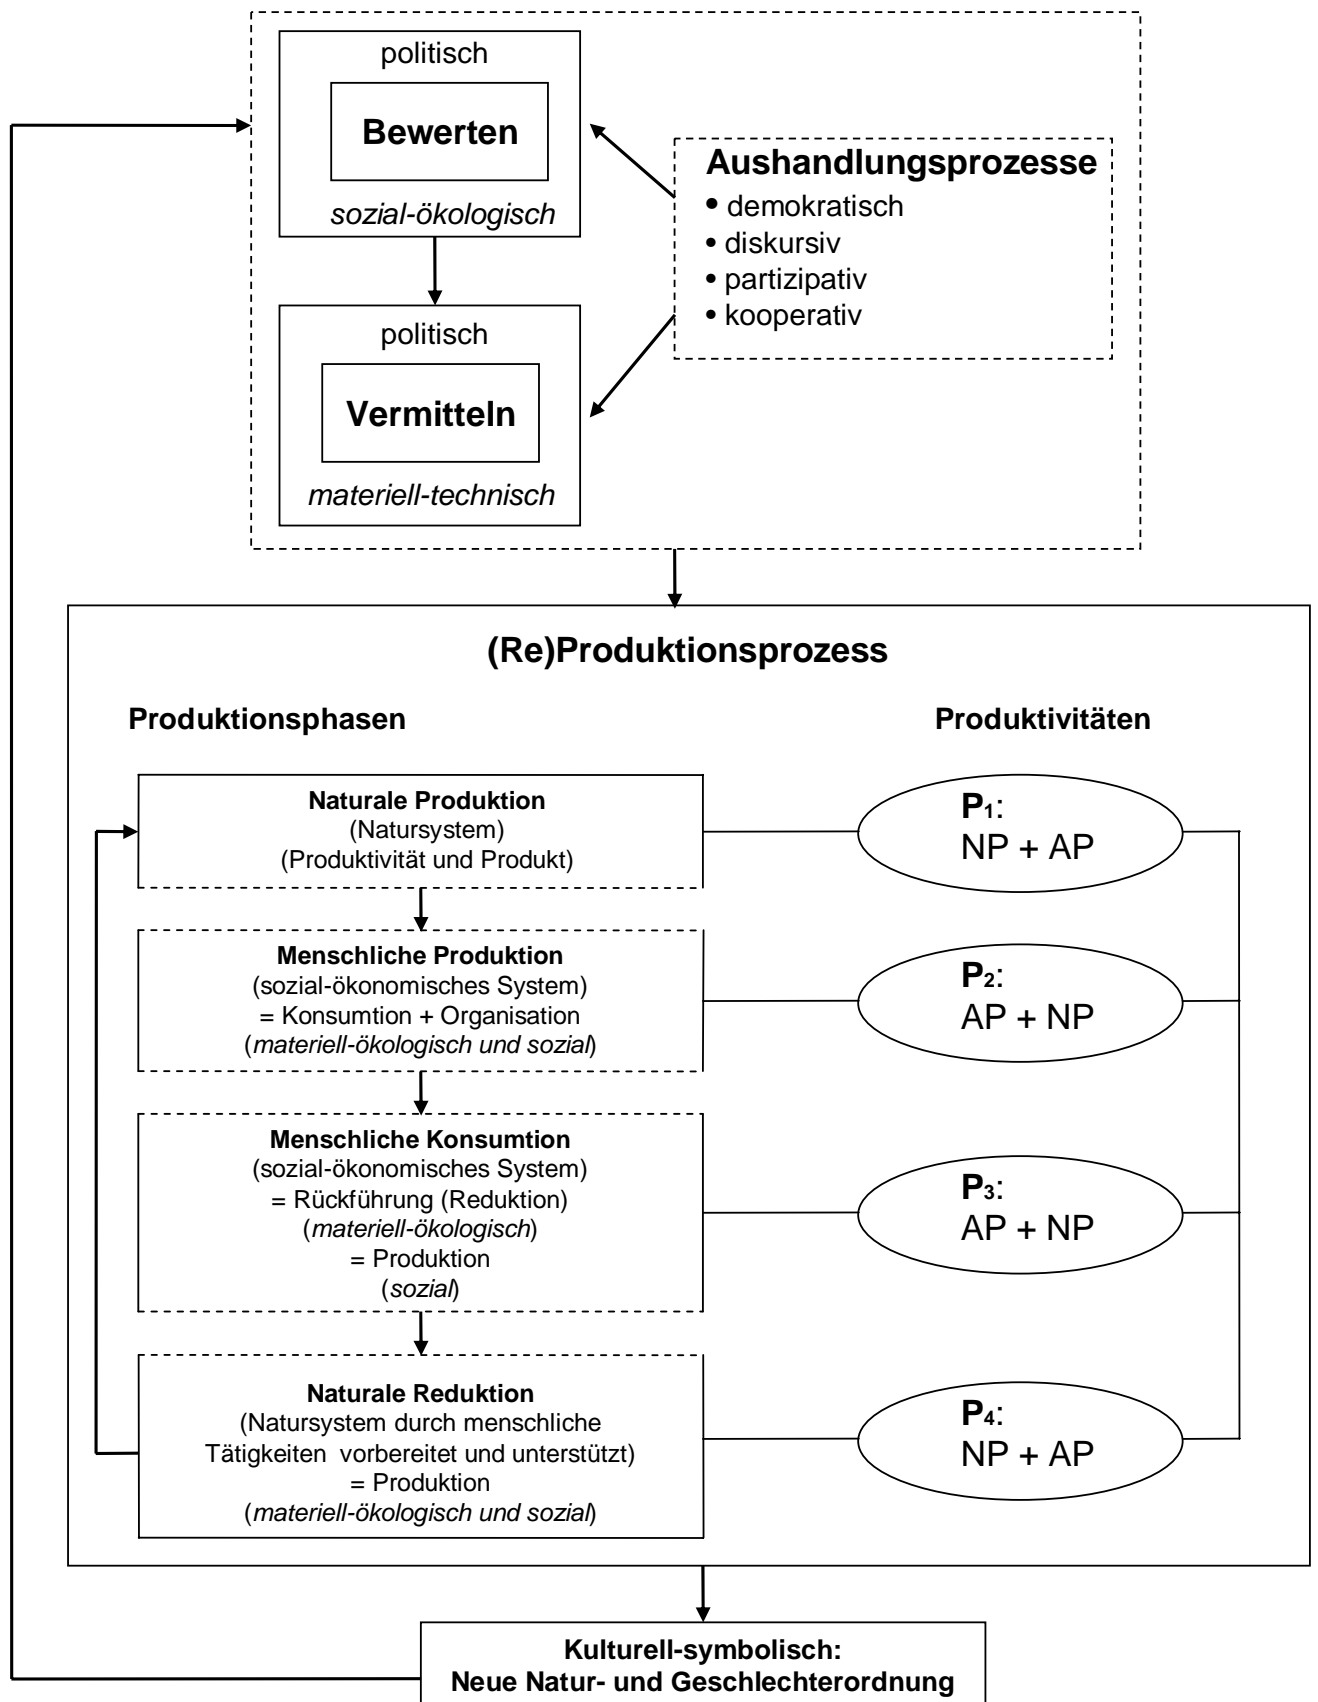 politisch
Bewerten
sozial-ökologisch
Aushandlungsprozesse
• demokratisch
• diskursiv
• partizipativ
• kooperativ
politisch
Vermitteln
materiell-technisch
(Re)Produktionsprozess
Produktionsphasen
Produktivitäten
Naturale Produktion
(Natursystem)
(Produktivität und Produkt)
P₁:
NP + AP
Menschliche Produktion
(sozial-ökonomisches System)
= Konsumtion + Organisation
(materiell-ökologisch und sozial)
P₂:
AP + NP
Menschliche Konsumtion
(sozial-ökonomisches System)
= Rückführung (Reduktion)
(materiell-ökologisch)
= Produktion
(sozial)
P₃:
AP + NP
Naturale Reduktion
(Natursystem durch menschliche
Tätigkeiten vorbereitet und unterstützt)
= Produktion
(materiell-ökologisch und sozial)
P₄:
NP + AP
Kulturell-symbolisch:
Neue Natur- und Geschlechterordnung